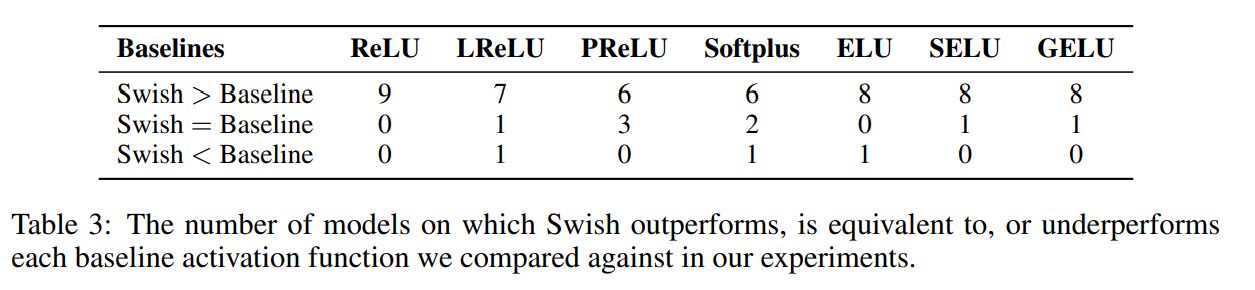 Baselines ReLU LReLU PReLU Softplus ELU SELU GELU
Swish > Baseline 9 7 6 6 8 8 8
Swish = Baseline 0 1 3 2 0 1 1
Swish < Baseline 0 1 0 1 1 0 0
Table 3: The number of models on which Swish outperforms, is equivalent to, or underperforms
each baseline activation function we compared against in our experiments.